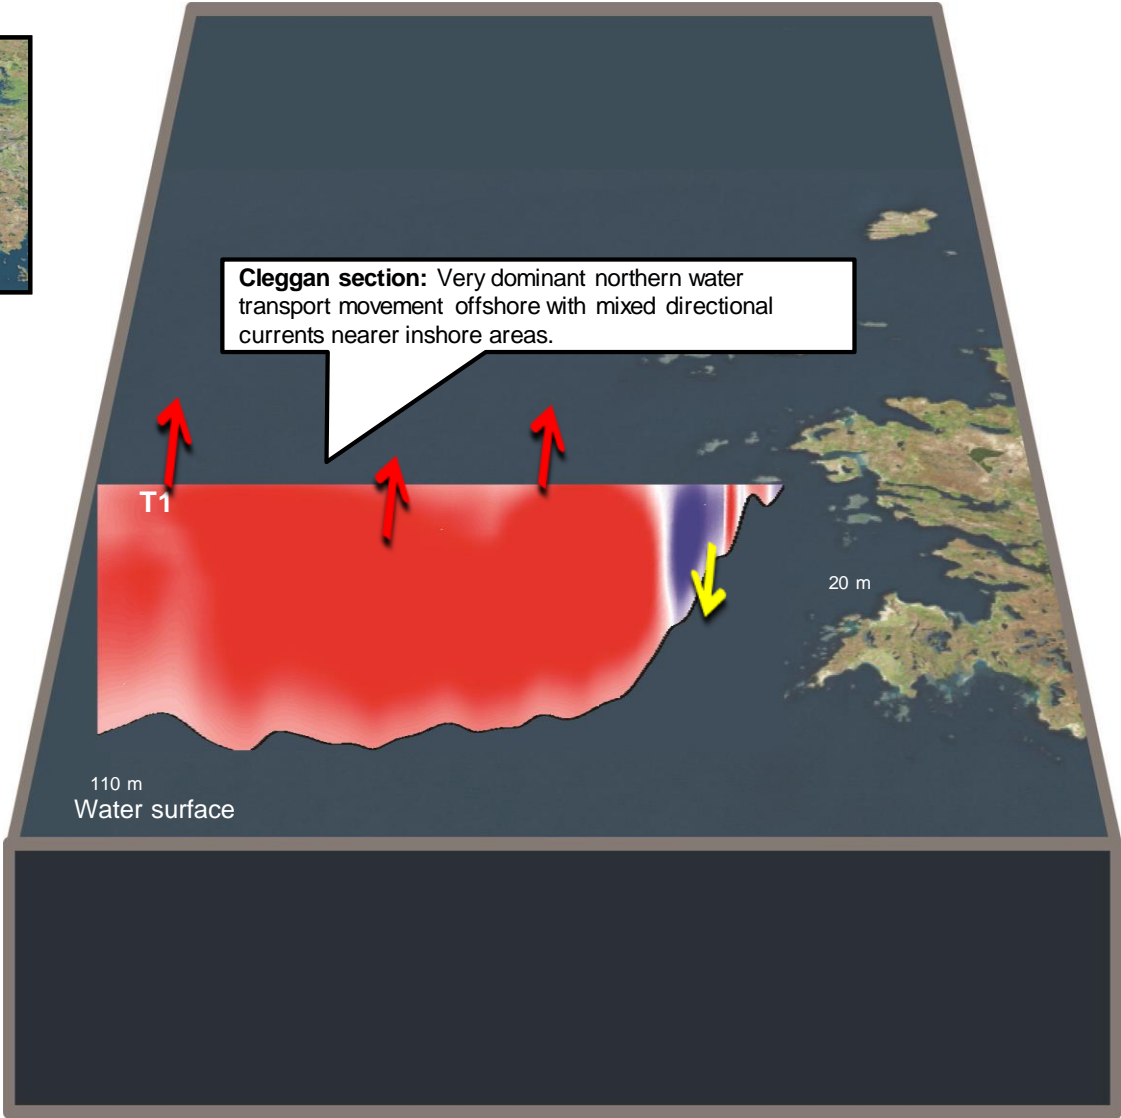 Cleggan section: Very dominant northern water
transport movement offshore with mixed directional
currents nearer inshore areas.
T1
20 m
110 m
Water surface